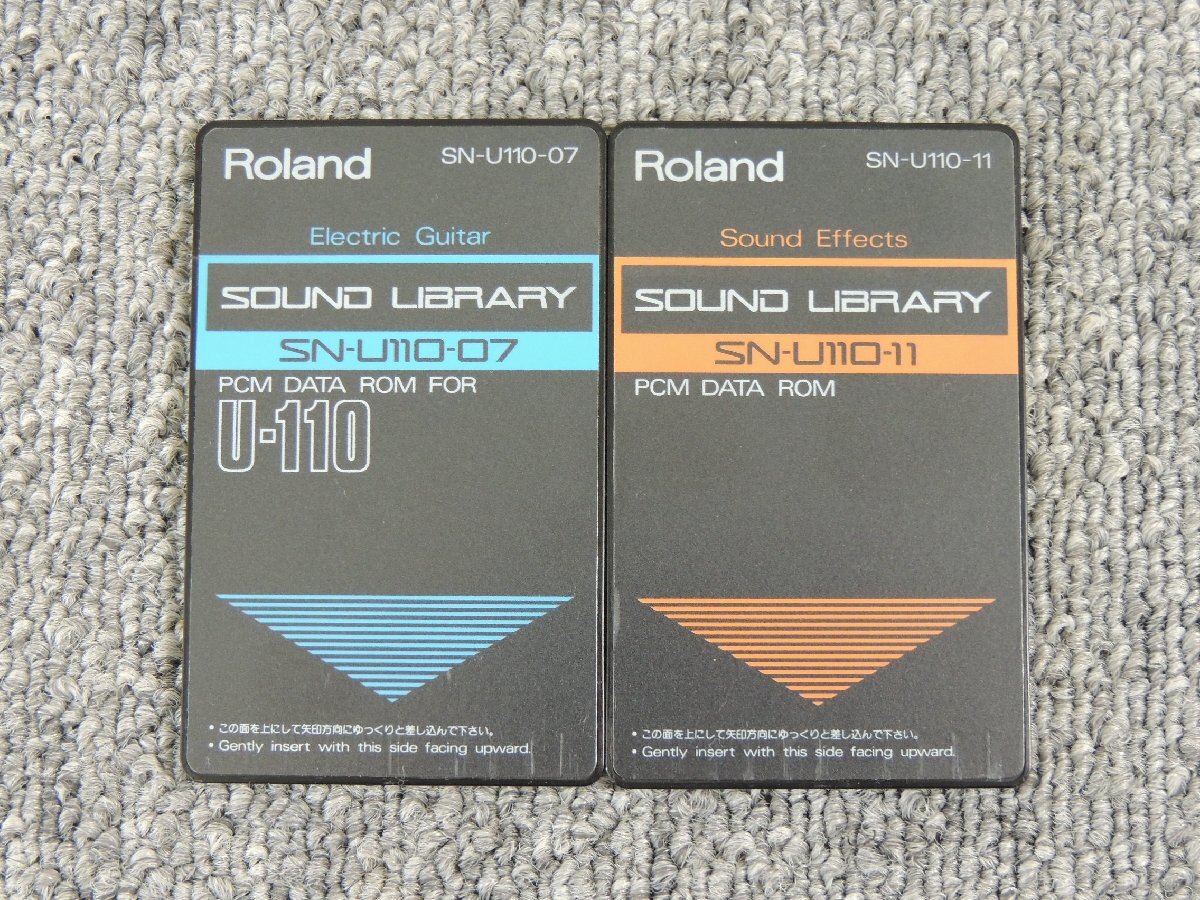 Roland
SN-U110-07
Electric Guitar
SOUND LIBRARY
SN-U110-07
PCM DATA ROM FOR
U-110
• この面を上にして矢印方向にゆっくりと差し込んで下さい。
• Gently insert with this side facing upward.
Roland
SN-U110-11
Sound Effects
SOUND LIBRARY
SN-U110-11
PCM DATA ROM
• この面を上にして矢印方向にゆっくりと差し込んで下さい。
• Gently insert with this side facing upward.